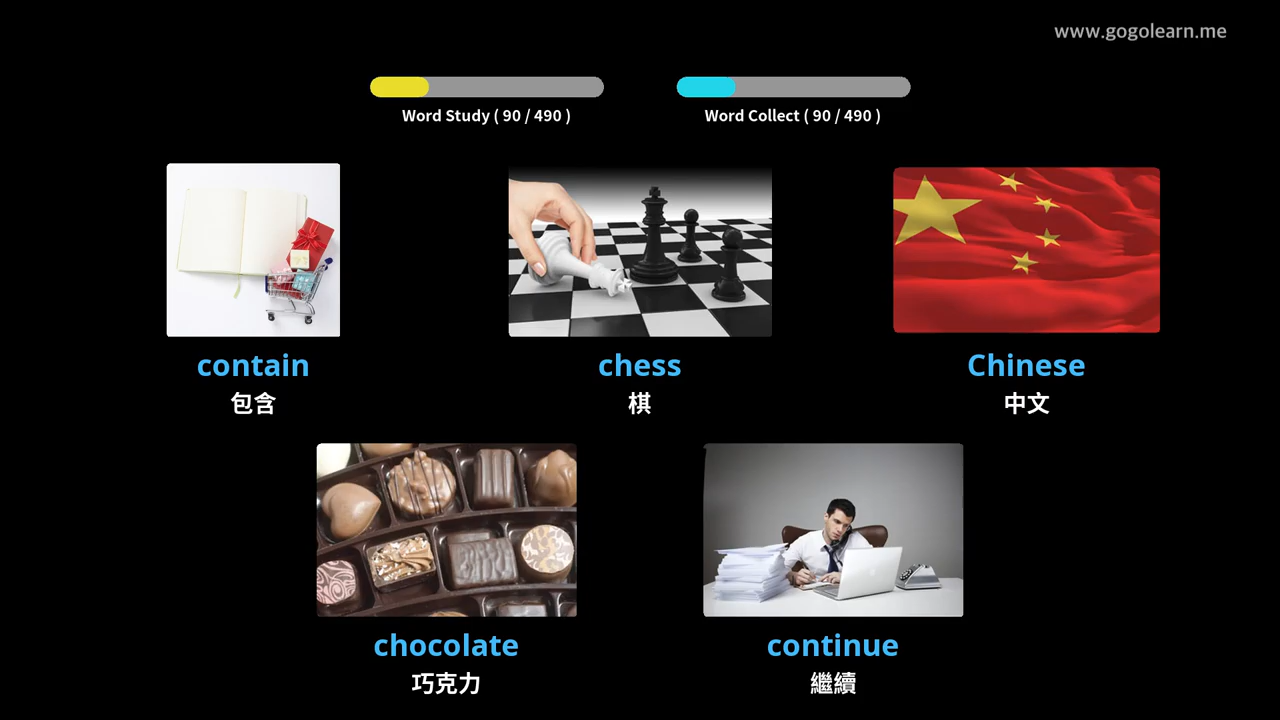 www.gogolearn.me
Word Study ( 90 / 490 )
Word Collect ( 90 / 490 )
contain
包含
chess
棋
Chinese
中文
chocolate
巧克力
continue
繼續